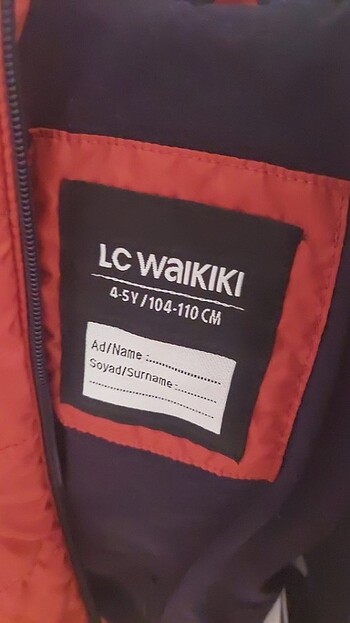 LC WAIKIKI
4-5Y/104-110 CM
Ad/Name :......................
Soyad/Surname :............
......................................